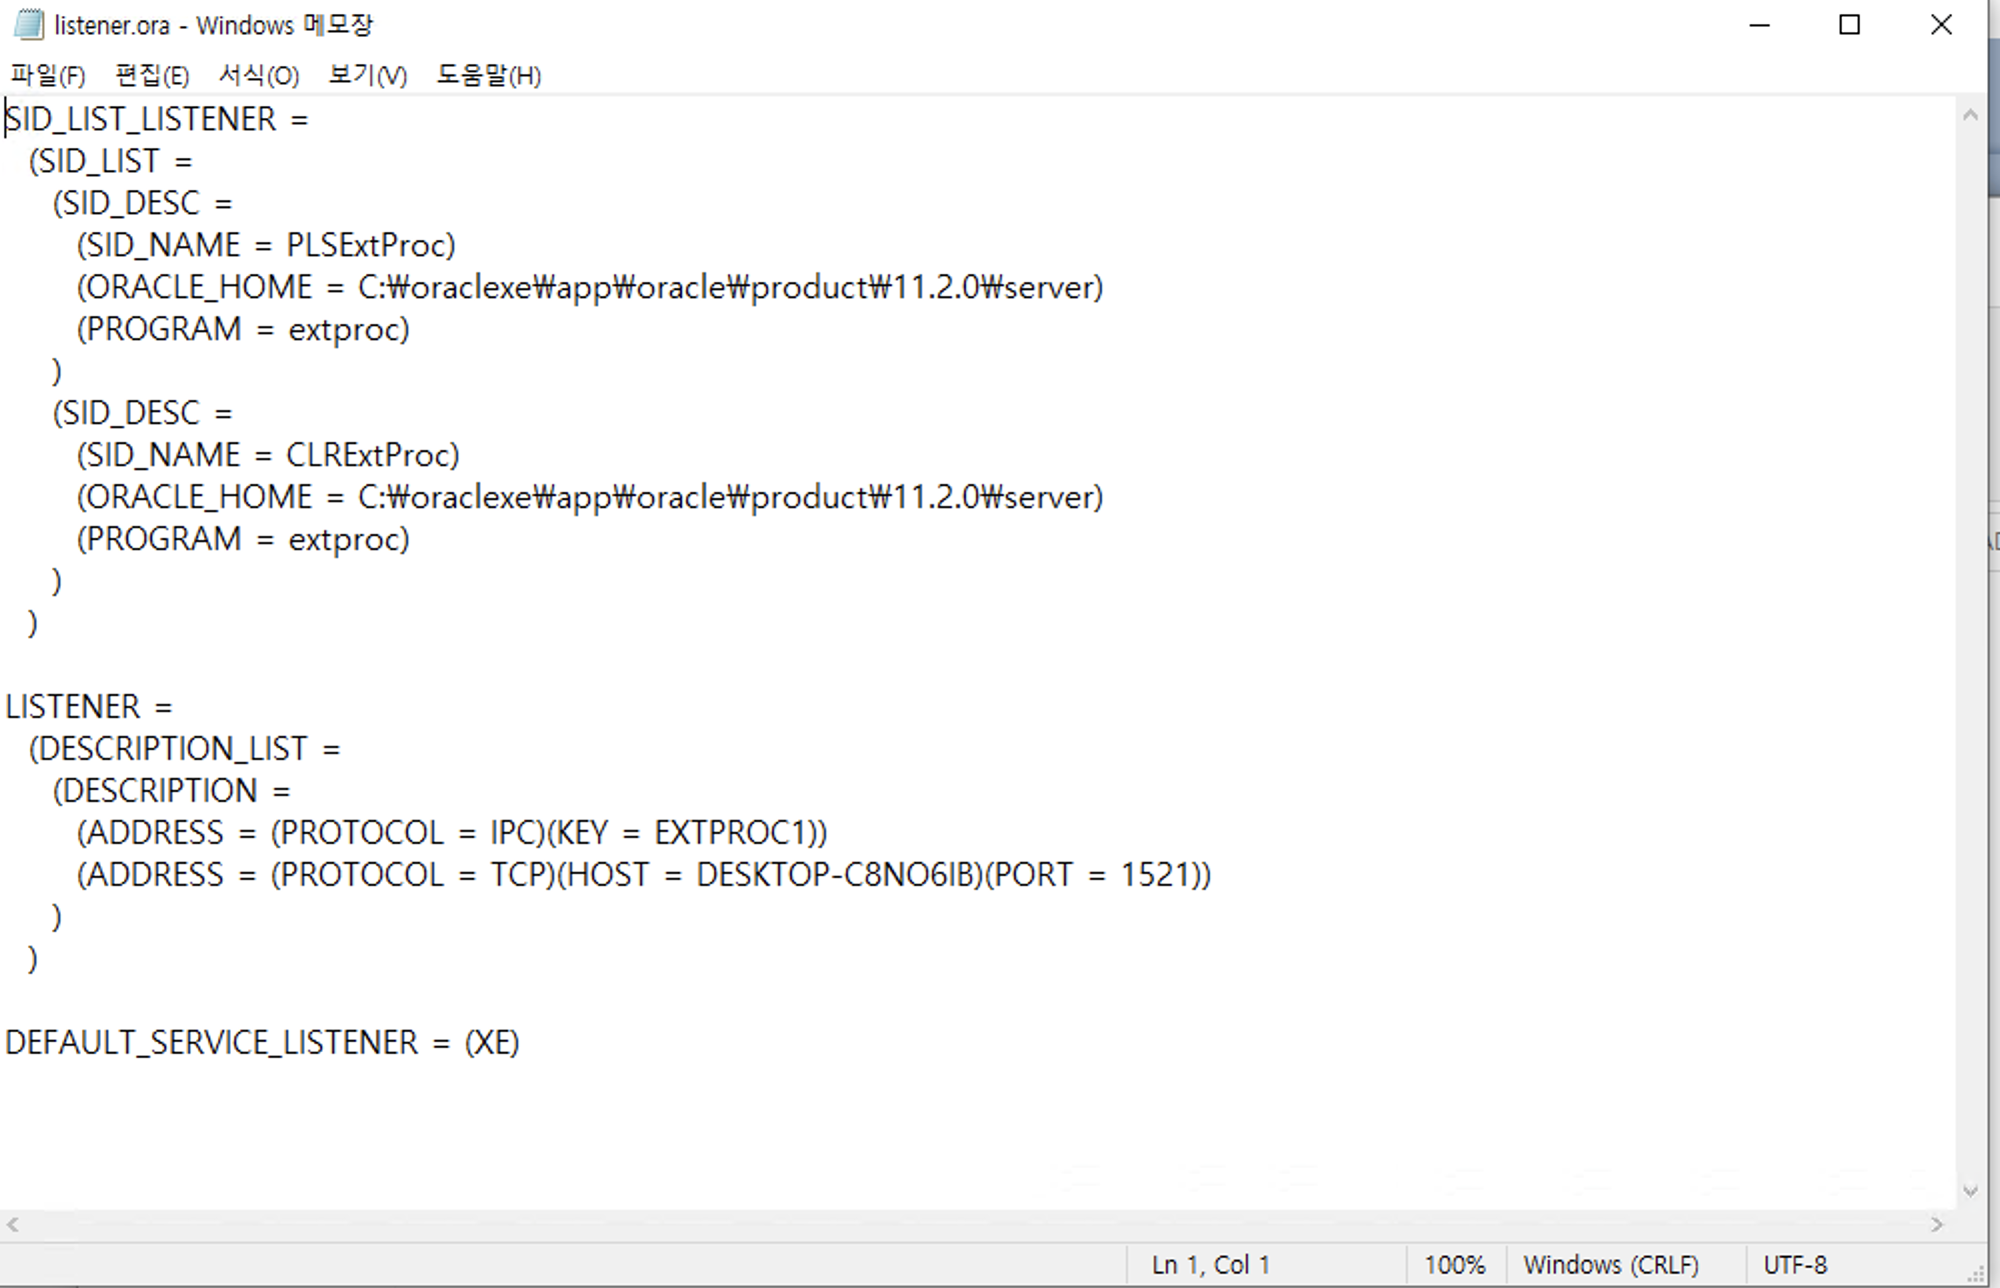 listener.ora - Windows 메모장
파일(F) 편집(E) 서식(O) 보기(V) 도움말(H)
SID_LIST_LISTENER =
  (SID_LIST =
    (SID_DESC =
      (SID_NAME = PLSExtProc)
      (ORACLE_HOME = C:₩oraclexe₩app₩oracle₩product₩11.2.0₩server)
      (PROGRAM = extproc)
    )
    (SID_DESC =
      (SID_NAME = CLRExtProc)
      (ORACLE_HOME = C:₩oraclexe₩app₩oracle₩product₩11.2.0₩server)
      (PROGRAM = extproc)
    )
  )

LISTENER =
  (DESCRIPTION_LIST =
    (DESCRIPTION =
      (ADDRESS = (PROTOCOL = IPC)(KEY = EXTPROC1))
      (ADDRESS = (PROTOCOL = TCP)(HOST = DESKTOP-C8NO6IB)(PORT = 1521))
    )
  )

DEFAULT_SERVICE_LISTENER = (XE)
Ln 1, Col 1 100% Windows (CRLF) UTF-8